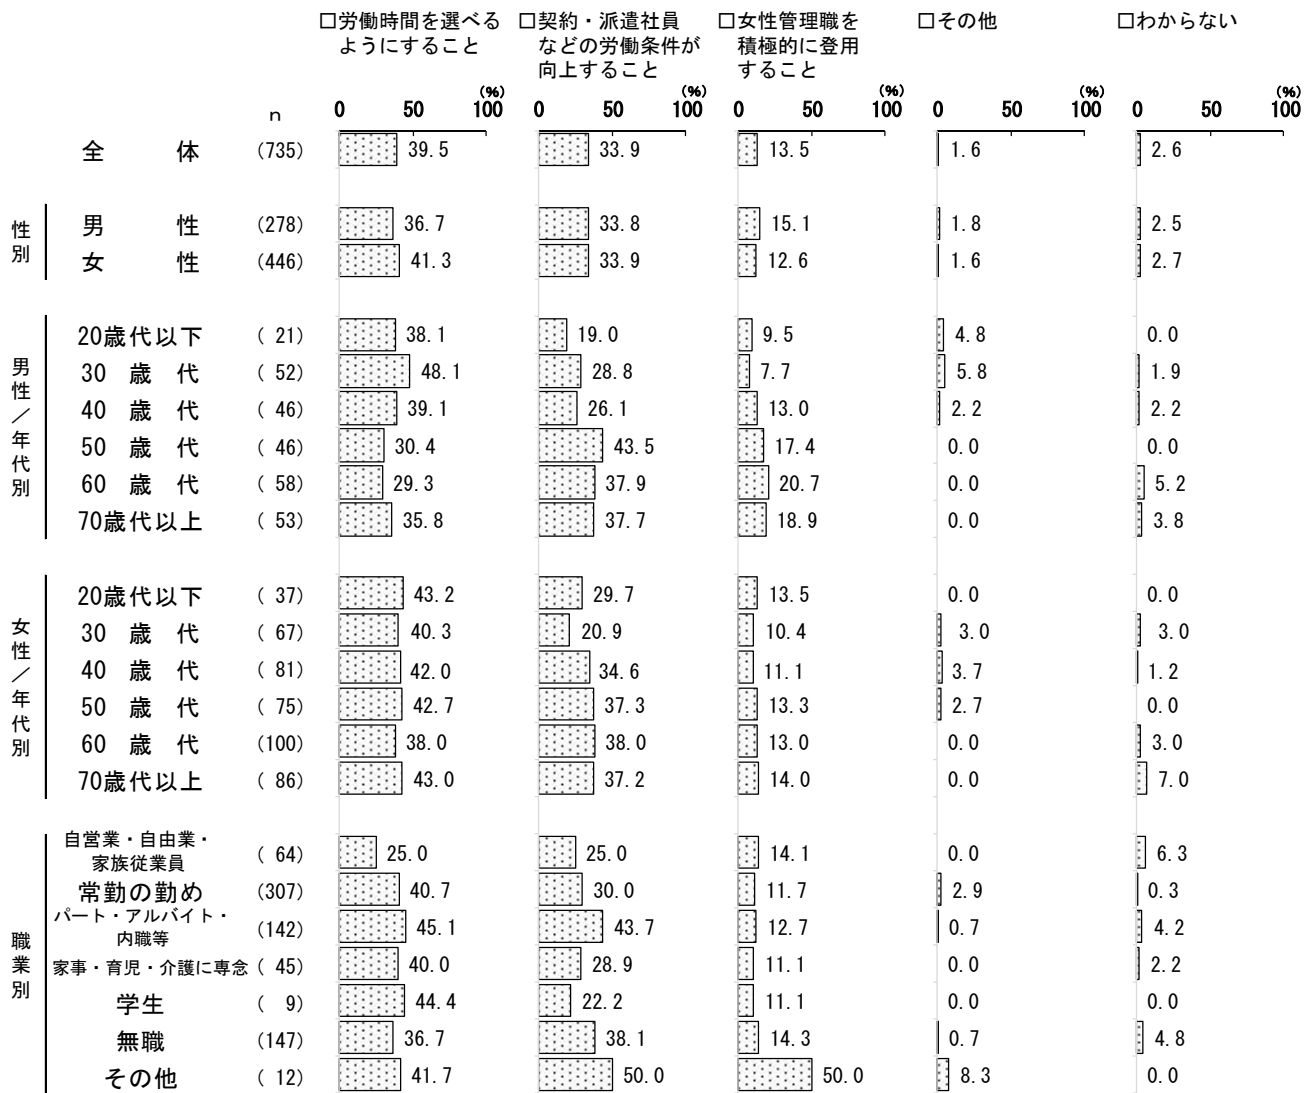 □労働時間を選べる □契約・派遣社員 □女性管理職を □その他 □わからない
ようにすること などの労働条件が 積極的に登用
向上すること すること
(%) (%) (%) (%) (%)
n 0 50 100 0 50 100 0 50 100 0 50 100 0 50 100
全体 (735) 39.5 33.9 13.5 1.6 2.6
性別
男性 (278) 36.7 33.8 15.1 1.8 2.5
女性 (446) 41.3 33.9 12.6 1.6 2.7
男性/年代別
20歳代以下 ( 21) 38.1 19.0 9.5 4.8 0.0
30歳代 ( 52) 48.1 28.8 7.7 5.8 1.9
40歳代 ( 46) 39.1 26.1 13.0 2.2 2.2
50歳代 ( 46) 30.4 43.5 17.4 0.0 0.0
60歳代 ( 58) 29.3 37.9 20.7 0.0 5.2
70歳代以上 ( 53) 35.8 37.7 18.9 0.0 3.8
女性/年代別
20歳代以下 ( 37) 43.2 29.7 13.5 0.0 0.0
30歳代 ( 67) 40.3 20.9 10.4 3.0 3.0
40歳代 ( 81) 42.0 34.6 11.1 3.7 1.2
50歳代 ( 75) 42.7 37.3 13.3 2.7 0.0
60歳代 (100) 38.0 38.0 13.0 0.0 3.0
70歳代以上 ( 86) 43.0 37.2 14.0 0.0 7.0
職業別
自営業・自由業・
家族従業員 ( 64) 25.0 25.0 14.1 0.0 6.3
常勤の勤め (307) 40.7 30.0 11.7 2.9 0.3
パート・アルバイト・
内職等 (142) 45.1 43.7 12.7 0.7 4.2
家事・育児・介護に専念 ( 45) 40.0 28.9 11.1 0.0 2.2
学生 ( 9) 44.4 22.2 11.1 0.0 0.0
無職 (147) 36.7 38.1 14.3 0.7 4.8
その他 ( 12) 41.7 50.0 50.0 8.3 0.0